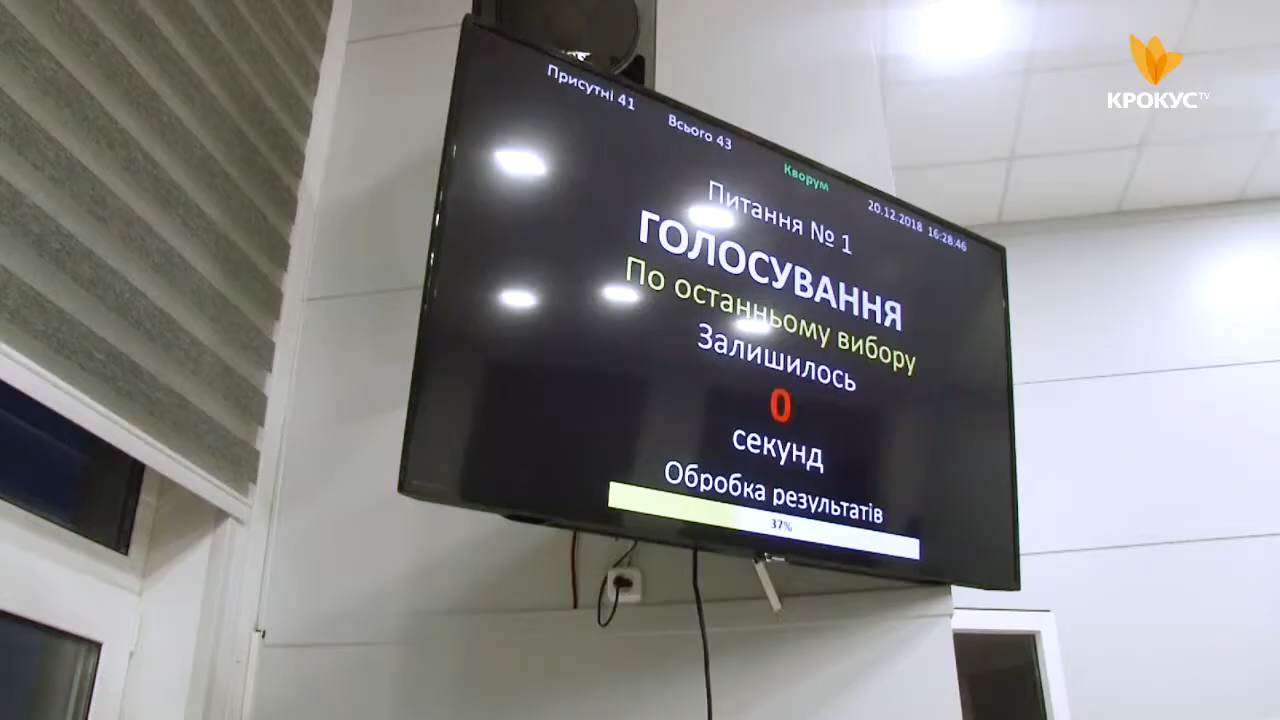 КРОКУС TV
Присутні 41
Всього 43
Кворум
20.12.2018 16:28:46
Питання № 1
ГОЛОСУВАННЯ
По останньому вибору
Залишилось
0
секунд
Обробка результатів
37%